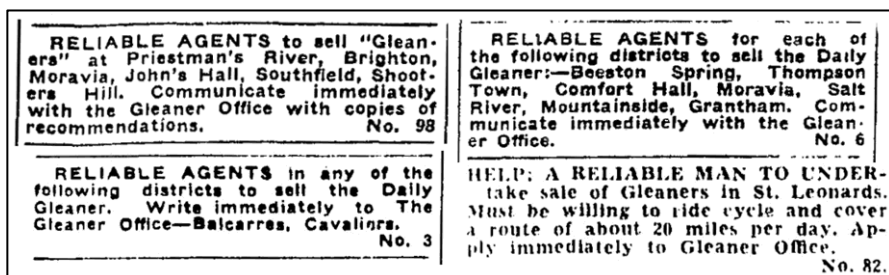 RELIABLE AGENTS to sell "Glean-
ers" at Priestman's River, Brighton,
Moravia, John's Hall, Southfield, Shoot-
ers Hill. Communicate immediately
with the Gleaner Office with copies of
recommendations. No. 98
RELIABLE AGENTS in any of the
following districts to sell the Daily
Gleaner. Write immediately to The
Gleaner Office—Balcarres, Cavaliers.
No. 3
RELIABLE AGENTS for each of
the following districts to sell the Daily
Gleaner:—Beeston Spring, Thompson
Town, Comfort Hall, Moravia, Salt
River, Mountainside, Grantham. Com-
municate immediately with the Glean-
er Office. No. 6
HELP: A RELIABLE MAN TO UNDER-
take sale of Gleaners in St. Leonards.
Must be willing to ride cycle and cover
a route of about 20 miles per day. Ap-
ply immediately to Gleaner Office.
No. 82.